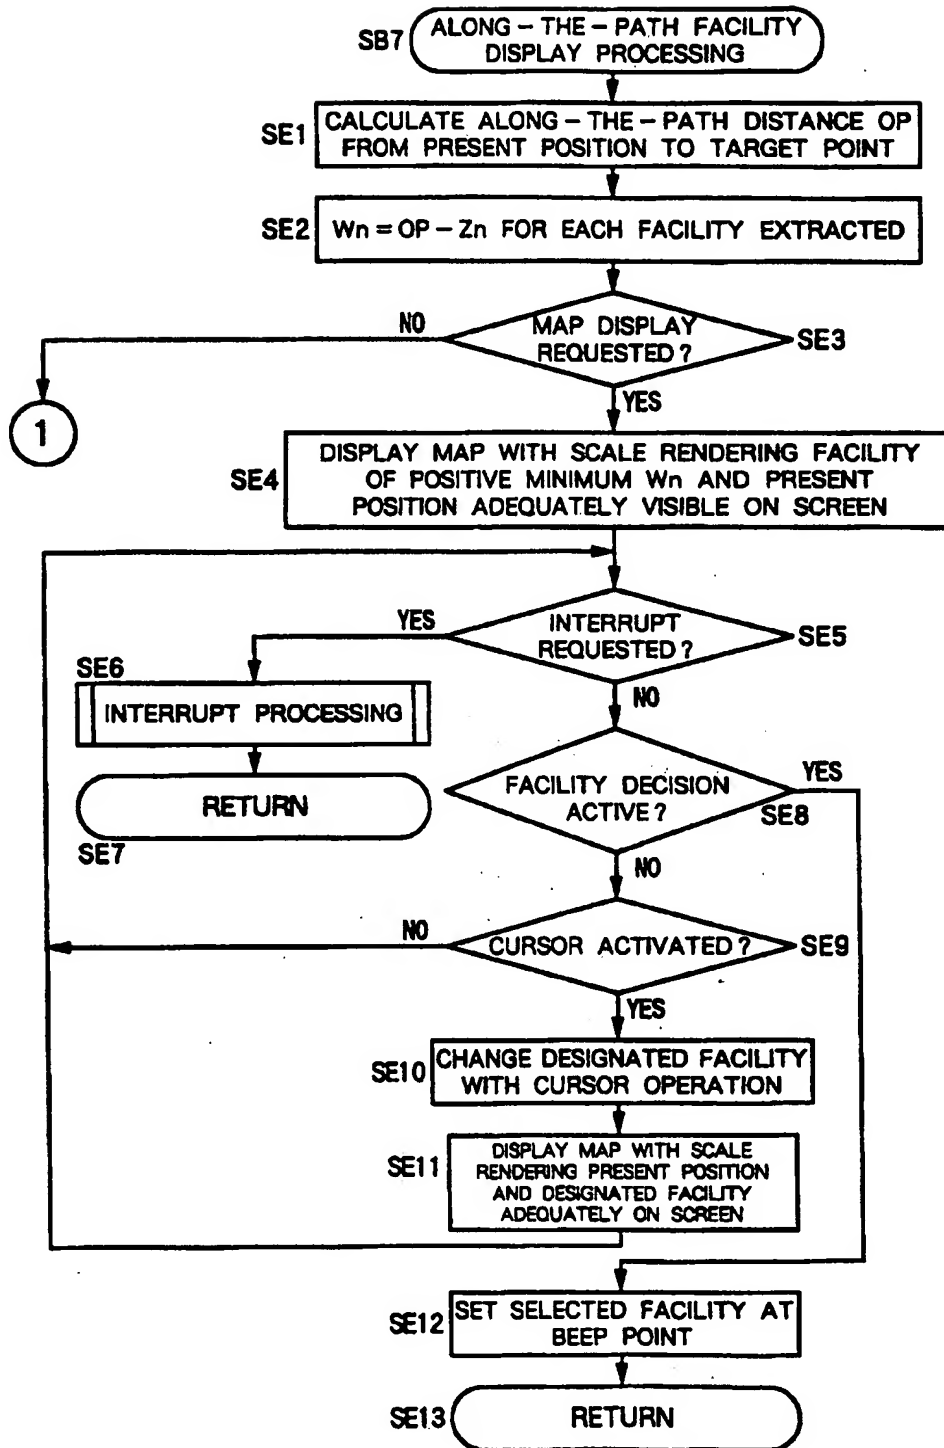 SB7
ALONG-THE-PATH FACILITY
DISPLAY PROCESSING
SE1
CALCULATE ALONG-THE-PATH DISTANCE OP
FROM PRESENT POSITION TO TARGET POINT
SE2
Wn = OP - Zn FOR EACH FACILITY EXTRACTED
NO
MAP DISPLAY
REQUESTED?
SE3
YES
1
SE4
DISPLAY MAP WITH SCALE RENDERING FACILITY
OF POSITIVE MINIMUM Wn AND PRESENT
POSITION ADEQUATELY VISIBLE ON SCREEN
YES
INTERRUPT
REQUESTED?
SE5
SE6
NO
INTERRUPT PROCESSING
FACILITY DECISION
ACTIVE?
YES
SE8
RETURN
SE7
NO
NO
CURSOR ACTIVATED?
SE9
YES
SE10
CHANGE DESIGNATED FACILITY
WITH CURSOR OPERATION
SE11
DISPLAY MAP WITH SCALE
RENDERING PRESENT POSITION
AND DESIGNATED FACILITY
ADEQUATELY ON SCREEN
SE12
SET SELECTED FACILITY AT
BEEP POINT
SE13
RETURN